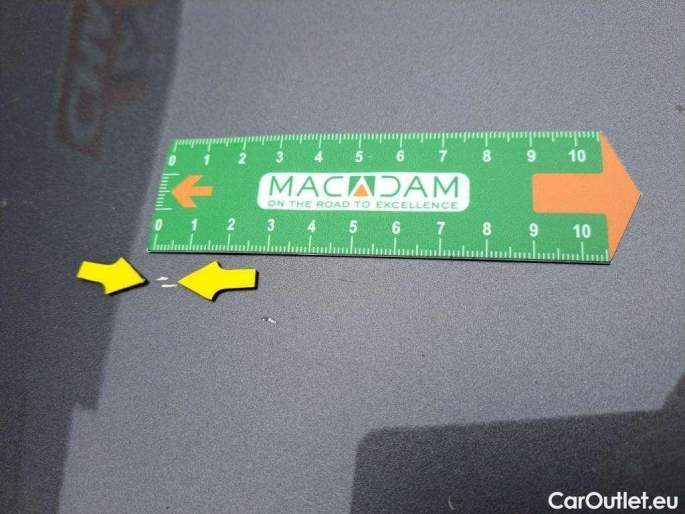 0 1 2 3 4 5 6 7 8 9 10
MACADAM
ON THE ROAD TO EXCELLENCE
0 1 2 3 4 5 6 7 8 9 10
CarOutlet.eu